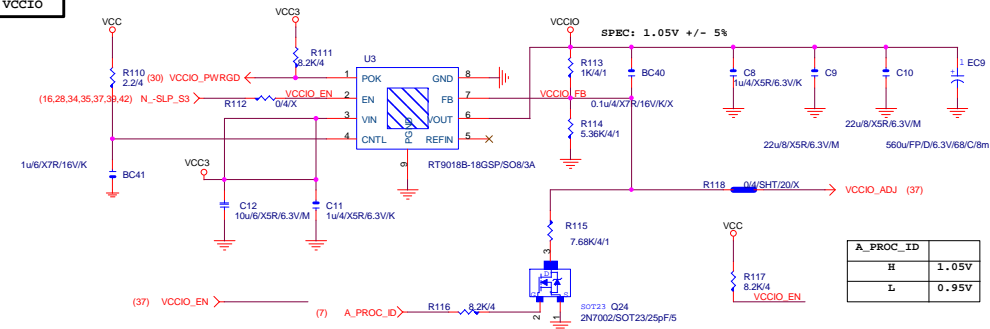 VCCIO
VCC
VCC3
VCCIO
SPEC: 1.05V +/- 5%
R111
8.2K/4
U3
R110
2.2/4
(30) VCCIO_PWRGD
1 POK
GND 8
R113
1K/4/1
BC40
C8
1u/4/X5R/6.3V/K
C9
C10
1 EC9
+
(16,28,34,35,37,39,42) N_-SLP_S3
VCCIO_EN
2 EN
FB 7
VCCIO_FB
R112
0/4/X
0.1u/4/X7R/16V/K/X
3 VIN
VOUT 6
R114
5.36K/4/1
22u/8/X5R/6.3V/M
4 CNTL
PGND
REFIN 5
22u/8/X5R/6.3V/M
560u/FP/D/6.3V/68/C/8m
1u/6/X7R/16V/K
BC41
VCC3
9
RT9018B-18GSP/SO8/3A
R118
0/4/SHT/20/X
VCCIO_ADJ (37)
C12
10u/6/X5R/6.3V/M
C11
1u/4/X5R/6.3V/K
R115
7.68K/4/1
VCC
3
D
G
S
A_PROC_ID
H 1.05V
L 0.95V
R117
8.2K/4
VCCIO_EN
(37) VCCIO_EN
(7) A_PROC_ID
R116
8.2K/4
2
1
SOT23 Q24
2N7002/SOT23/25pF/5